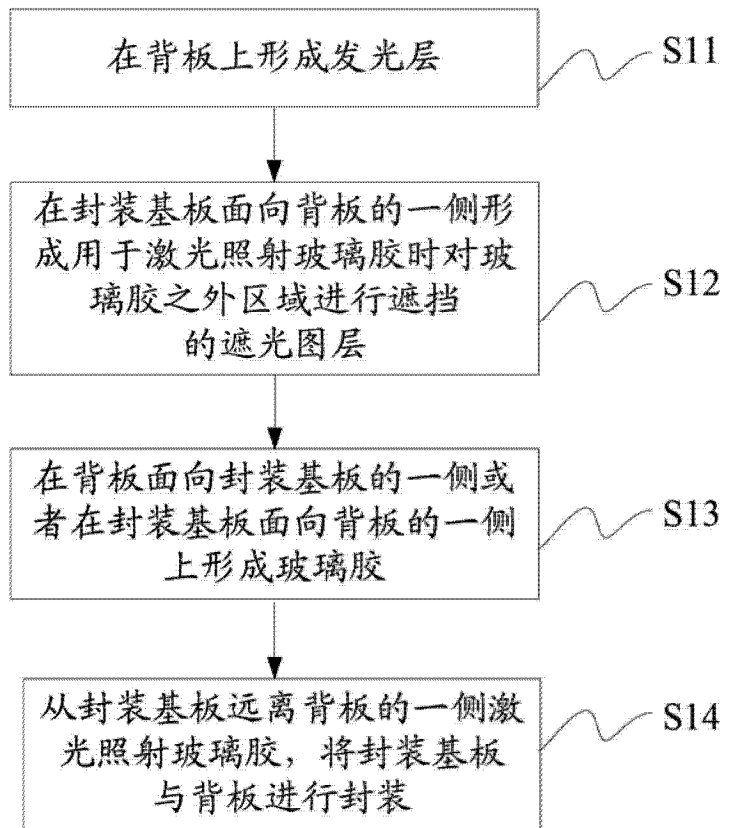 在背板上形成发光层
S11
在封装基板面向背板的一侧形
成用于激光照射玻璃胶时对玻
璃胶之外区域进行遮挡
的遮光图层
S12
在背板面向封装基板的一侧或
者在封装基板面向背板的一侧
上形成玻璃胶
S13
从封装基板远离背板的一侧激
光照射玻璃胶，将封装基板
与背板进行封装
S14